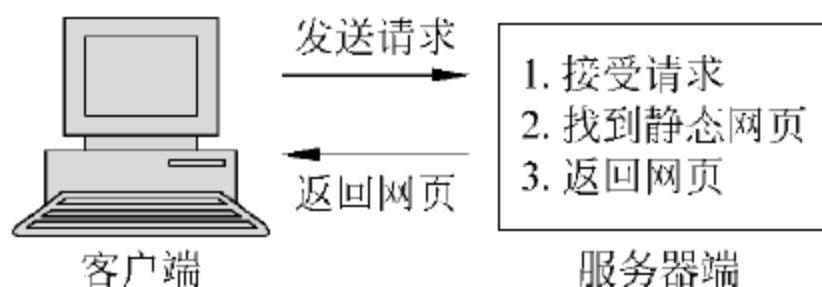 发送请求
返回网页
客户端
1. 接受请求
2. 找到静态网页
3. 返回网页
服务器端